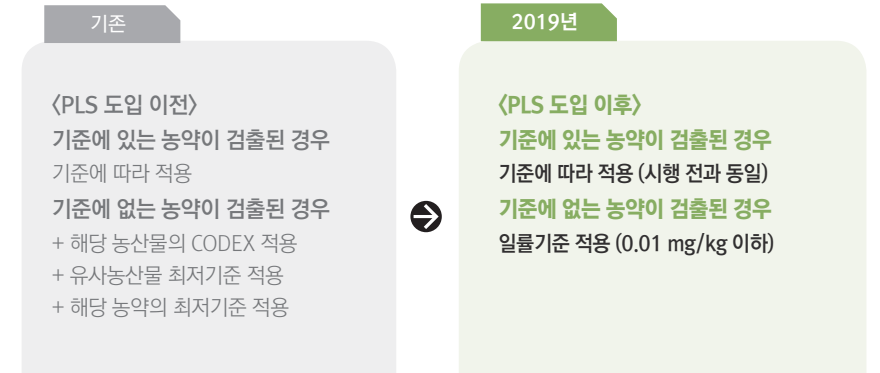 기존
〈PLS 도입 이전〉
기준에 있는 농약이 검출된 경우
기준에 따라 적용
기준에 없는 농약이 검출된 경우
+ 해당 농산물의 CODEX 적용
+ 유사농산물 최저기준 적용
+ 해당 농약의 최저기준 적용
2019년
〈PLS 도입 이후〉
기준에 있는 농약이 검출된 경우
기준에 따라 적용 (시행 전과 동일)
기준에 없는 농약이 검출된 경우
일률기준 적용 (0.01 mg/kg 이하)